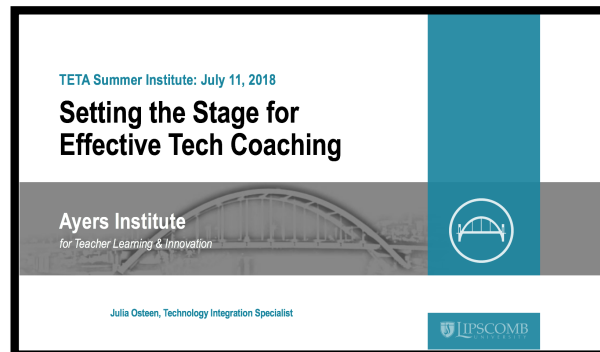 TETA Summer Institute: July 11, 2018
Setting the Stage for
Effective Tech Coaching
Ayers Institute
for Teacher Learning & Innovation
Julia Osteen, Technology Integration Specialist
LIPSCOMB
UNIVERSITY